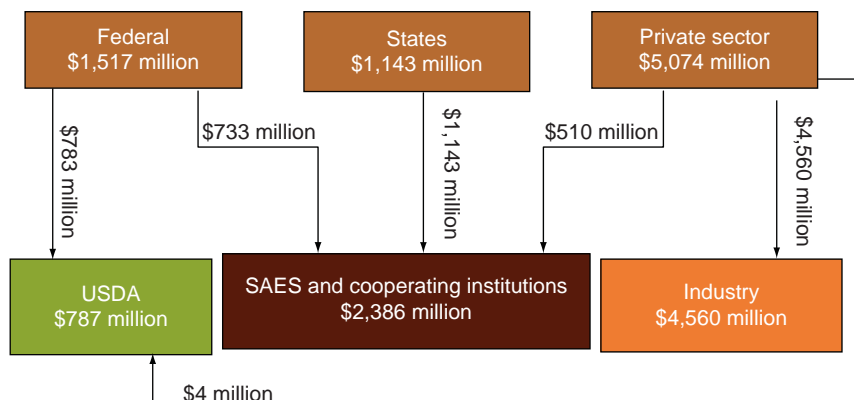 Federal
$1,517 million
States
$1,143 million
Private sector
$5,074 million
$783 million
$733 million
$1,143 million
$510 million
$4,560 million
USDA
$787 million
SAES and cooperating institutions
$2,386 million
Industry
$4,560 million
$4 million